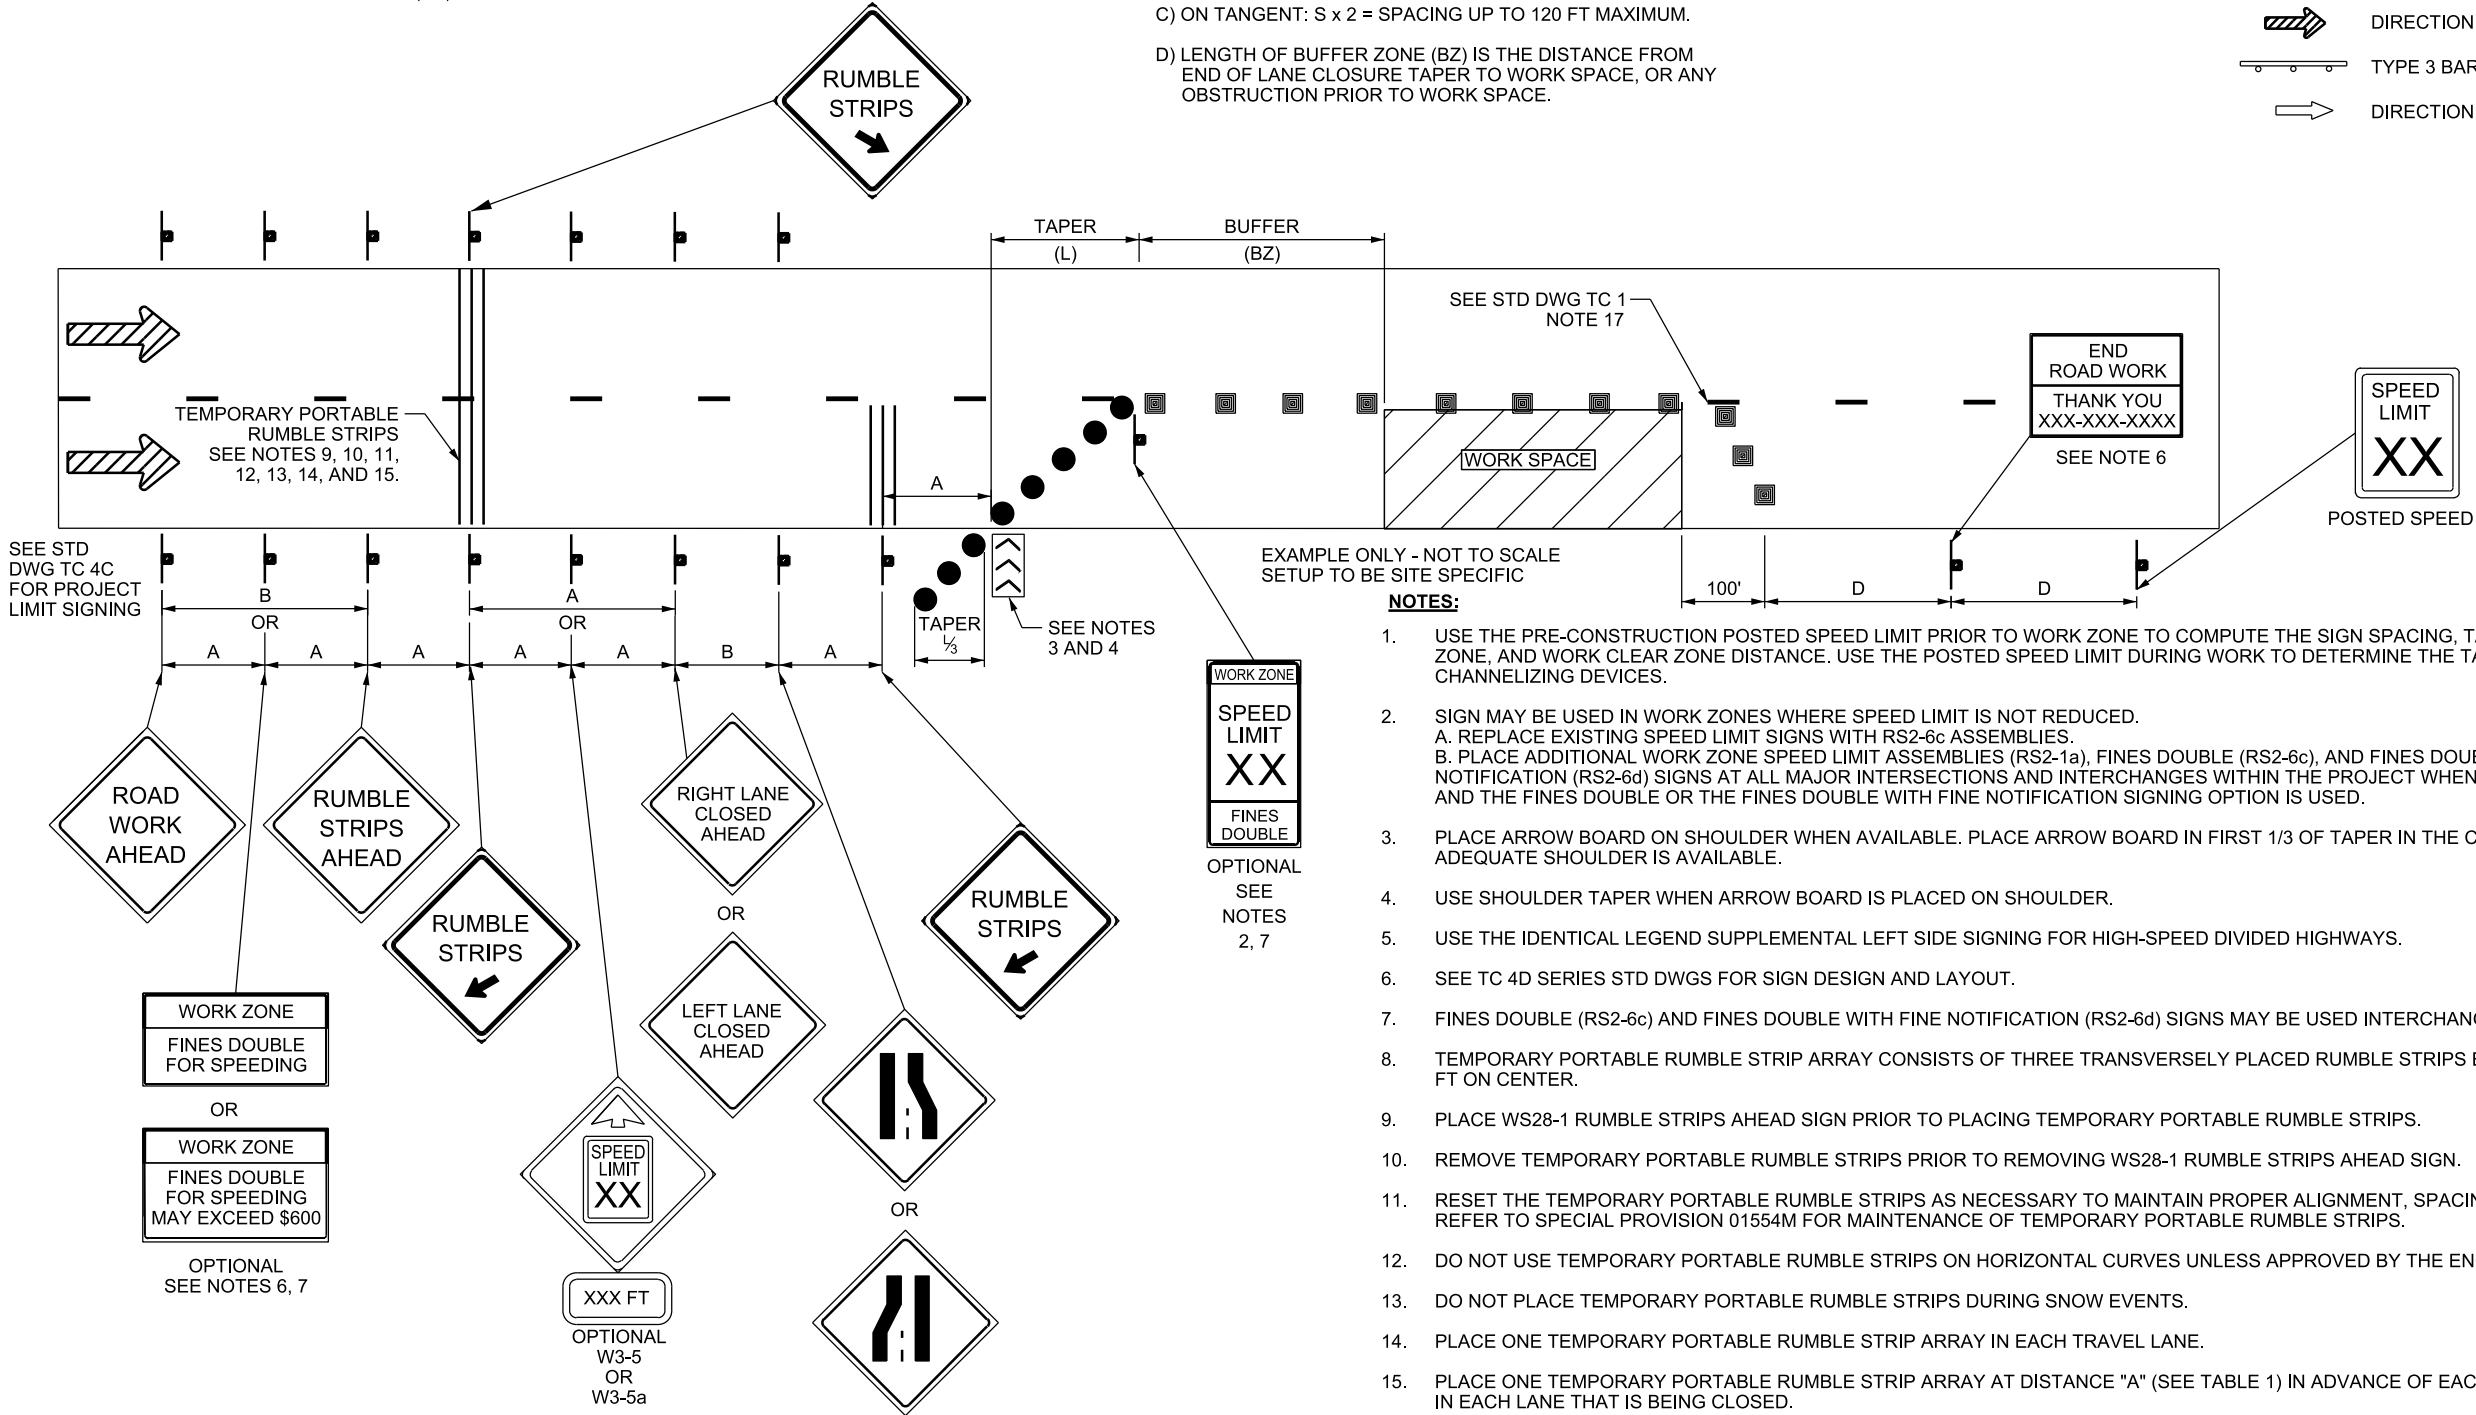 C) ON TANGENT: S x 2 = SPACING UP TO 120 FT MAXIMUM.
D) LENGTH OF BUFFER ZONE (BZ) IS THE DISTANCE FROM
END OF LANE CLOSURE TAPER TO WORK SPACE, OR ANY
OBSTRUCTION PRIOR TO WORK SPACE.
DIRECTION
TYPE 3 BAR
DIRECTION
RUMBLE
STRIPS
TAPER
(L)
BUFFER
(BZ)
SEE STD DWG TC 1
NOTE 17
TEMPORARY PORTABLE
RUMBLE STRIPS
SEE NOTES 9, 10, 11,
12, 13, 14, AND 15.
A
WORK SPACE
END
ROAD WORK
THANK YOU
XXX-XXX-XXXX
SEE NOTE 6
SPEED
LIMIT
XX
POSTED SPEED
SEE STD
DWG TC 4C
FOR PROJECT
LIMIT SIGNING
B
OR
A
OR
A
A
A
A
A
B
A
TAPER
L/3
SEE NOTES
3 AND 4
EXAMPLE ONLY - NOT TO SCALE
SETUP TO BE SITE SPECIFIC
100'
D
D
ROAD
WORK
AHEAD
RUMBLE
STRIPS
AHEAD
RUMBLE
STRIPS
RIGHT LANE
CLOSED
AHEAD
OR
LEFT LANE
CLOSED
AHEAD
RUMBLE
STRIPS
WORK ZONE
SPEED
LIMIT
XX
FINES
DOUBLE
OPTIONAL
SEE
NOTES
2, 7
WORK ZONE
FINES DOUBLE
FOR SPEEDING
OR
WORK ZONE
FINES DOUBLE
FOR SPEEDING
MAY EXCEED $600
OPTIONAL
SEE NOTES 6, 7
SPEED
LIMIT
XX
XXX FT
OPTIONAL
W3-5
OR
W3-5a
OR
NOTES:
1. USE THE PRE-CONSTRUCTION POSTED SPEED LIMIT PRIOR TO WORK ZONE TO COMPUTE THE SIGN SPACING,
ZONE, AND WORK CLEAR ZONE DISTANCE. USE THE POSTED SPEED LIMIT DURING WORK TO DETERMINE THE
CHANNELIZING DEVICES.
2. SIGN MAY BE USED IN WORK ZONES WHERE SPEED LIMIT IS NOT REDUCED.
A. REPLACE EXISTING SPEED LIMIT SIGNS WITH RS2-6c ASSEMBLIES.
B. PLACE ADDITIONAL WORK ZONE SPEED LIMIT ASSEMBLIES (RS2-1a), FINES DOUBLE (RS2-6c), AND FINES
NOTIFICATION (RS2-6d) SIGNS AT ALL MAJOR INTERSECTIONS AND INTERCHANGES WITHIN THE PROJECT WHEN
AND THE FINES DOUBLE OR THE FINES DOUBLE WITH FINE NOTIFICATION SIGNING OPTION IS USED.
3. PLACE ARROW BOARD ON SHOULDER WHEN AVAILABLE. PLACE ARROW BOARD IN FIRST 1/3 OF TAPER IN THE
ADEQUATE SHOULDER IS AVAILABLE.
4. USE SHOULDER TAPER WHEN ARROW BOARD IS PLACED ON SHOULDER.
5. USE THE IDENTICAL LEGEND SUPPLEMENTAL LEFT SIDE SIGNING FOR HIGH-SPEED DIVIDED HIGHWAYS.
6. SEE TC 4D SERIES STD DWGS FOR SIGN DESIGN AND LAYOUT.
7. FINES DOUBLE (RS2-6c) AND FINES DOUBLE WITH FINE NOTIFICATION (RS2-6d) SIGNS MAY BE USED
8. TEMPORARY PORTABLE RUMBLE STRIP ARRAY CONSISTS OF THREE TRANSVERSELY PLACED RUMBLE STRIPS
FT ON CENTER.
9. PLACE WS28-1 RUMBLE STRIPS AHEAD SIGN PRIOR TO PLACING TEMPORARY PORTABLE RUMBLE STRIPS.
10. REMOVE TEMPORARY PORTABLE RUMBLE STRIPS PRIOR TO REMOVING WS28-1 RUMBLE STRIPS AHEAD SIGN.
11. RESET THE TEMPORARY PORTABLE RUMBLE STRIPS AS NECESSARY TO MAINTAIN PROPER ALIGNMENT,
REFER TO SPECIAL PROVISION 01554M FOR MAINTENANCE OF TEMPORARY PORTABLE RUMBLE STRIPS.
12. DO NOT USE TEMPORARY PORTABLE RUMBLE STRIPS ON HORIZONTAL CURVES UNLESS APPROVED BY THE
13. DO NOT PLACE TEMPORARY PORTABLE RUMBLE STRIPS DURING SNOW EVENTS.
14. PLACE ONE TEMPORARY PORTABLE RUMBLE STRIP ARRAY IN EACH TRAVEL LANE.
15. PLACE ONE TEMPORARY PORTABLE RUMBLE STRIP ARRAY AT DISTANCE "A" (SEE TABLE 1) IN ADVANCE OF
IN EACH LANE THAT IS BEING CLOSED.